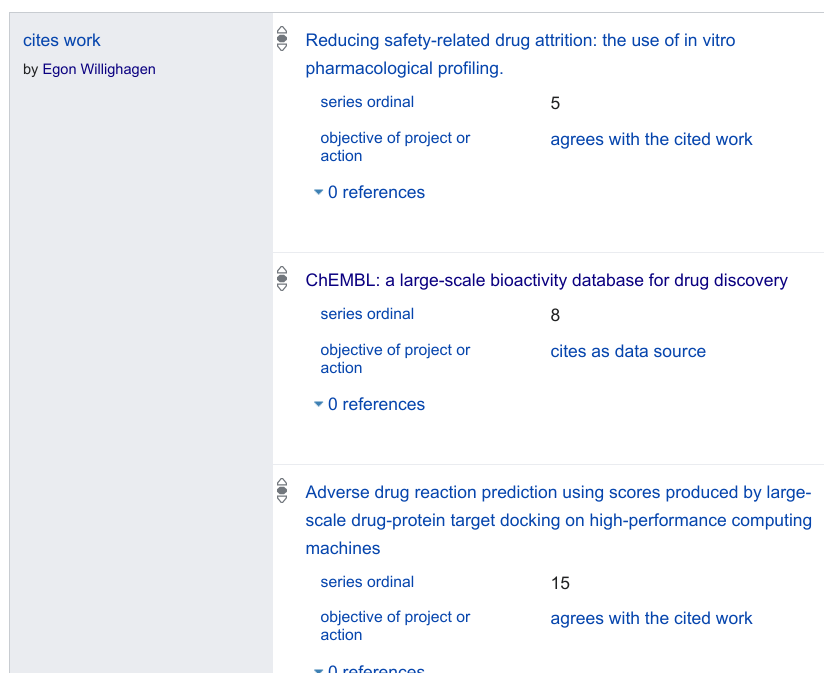 cites work
by Egon Willighagen
Reducing safety-related drug attrition: the use of in vitro
pharmacological profiling.
series ordinal 5
objective of project or agrees with the cited work
action
0 references
ChEMBL: a large-scale bioactivity database for drug discovery
series ordinal 8
objective of project or cites as data source
action
0 references
Adverse drug reaction prediction using scores produced by large-
scale drug-protein target docking on high-performance computing
machines
series ordinal 15
objective of project or agrees with the cited work
action
0 references